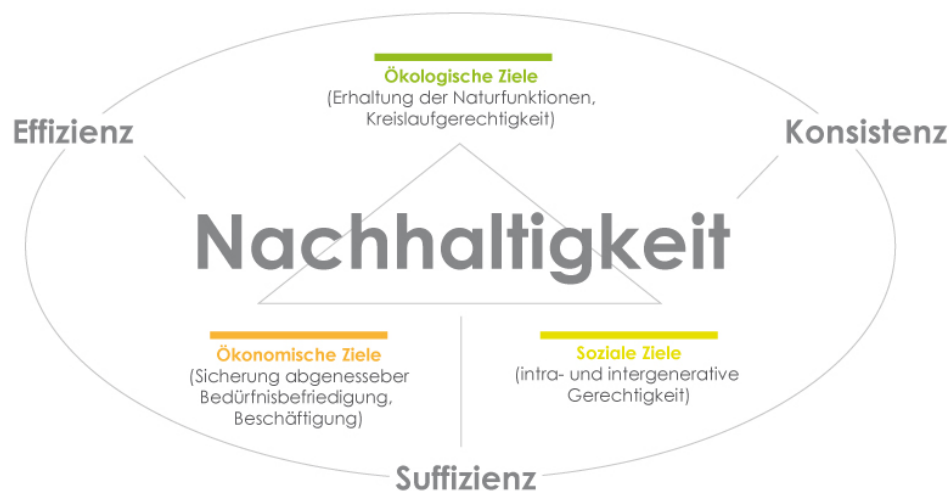 Ökologische Ziele
(Erhaltung der Naturfunktionen,
Kreislaufgerechtigkeit)
Effizienz
Konsistenz
Nachhaltigkeit
Ökonomische Ziele
(Sicherung abgenesseber
Bedürfnisbefriedigung,
Beschäftigung)
Soziale Ziele
(intra- und intergenerative
Gerechtigkeit)
Suffizienz